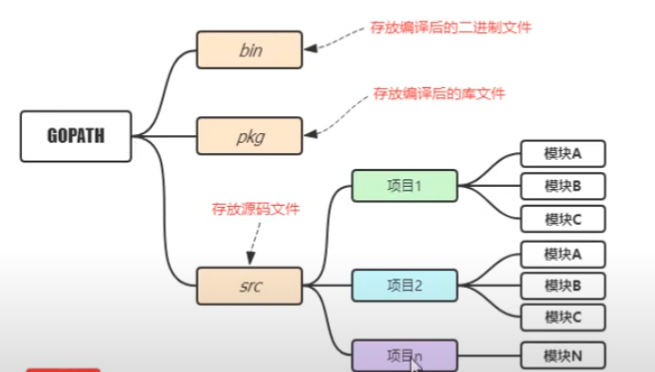 存放编译后的二进制文件
bin
存放编译后的库文件
GOPATH
pkg
模块A
项目1
模块B
存放源码文件
模块C
模块A
src
项目2
模块B
模块C
项目n
模块N